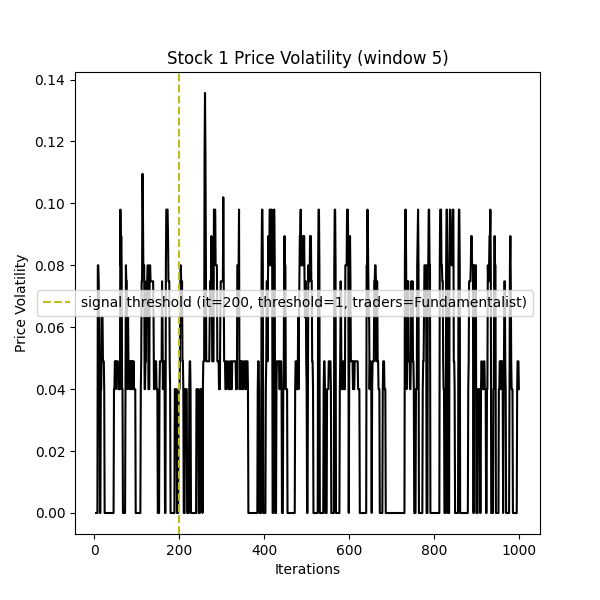 Stock 1 Price Volatility (window 5)
Price Volatility
0.14
0.12
0.10
0.08
0.06
0.04
0.02
0.00
signal threshold (it=200, threshold=1, traders=Fundamentalist)
0 200 400 600 800 1000
Iterations